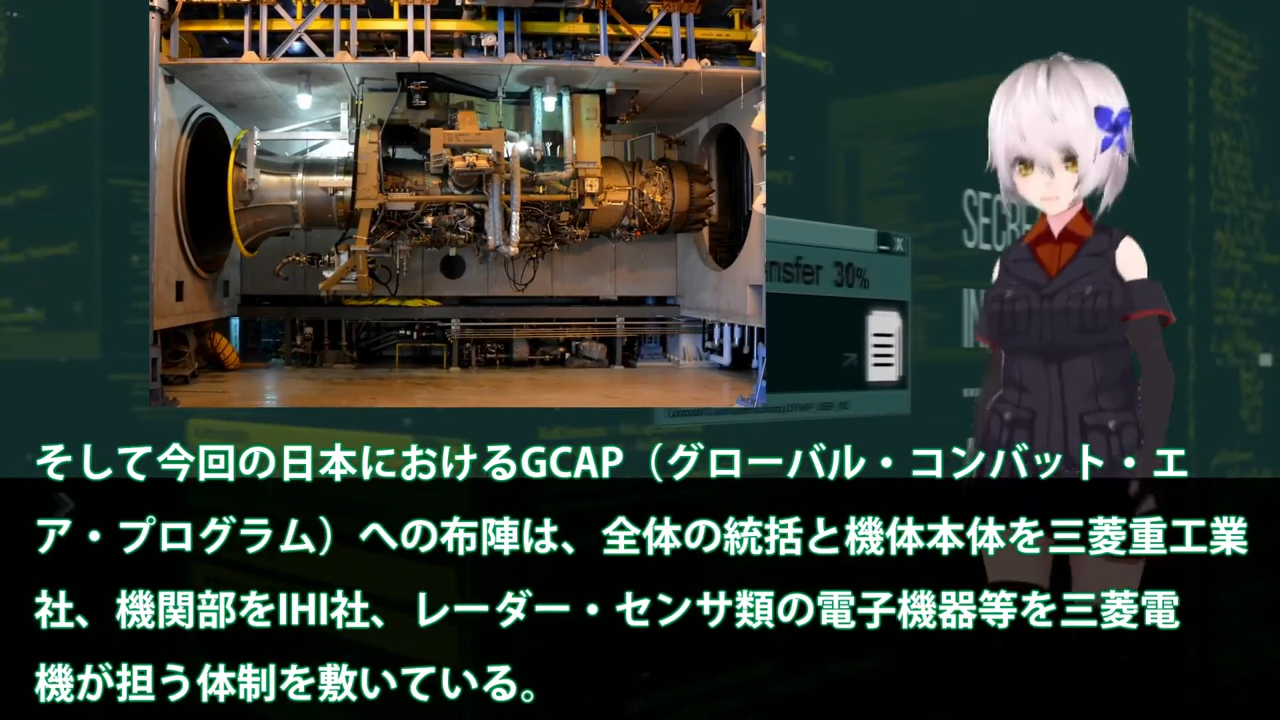 SECRE
nsfer 30%
IN
そして今回の日本におけるGCAP（グローバル・コンバット・エ
ア・プログラム）への布陣は、全体の統括と機体本体を三菱重工業
社、機関部をIHI社、レーダー・センサ類の電子機器等を三菱電
機が担う体制を敷いている。